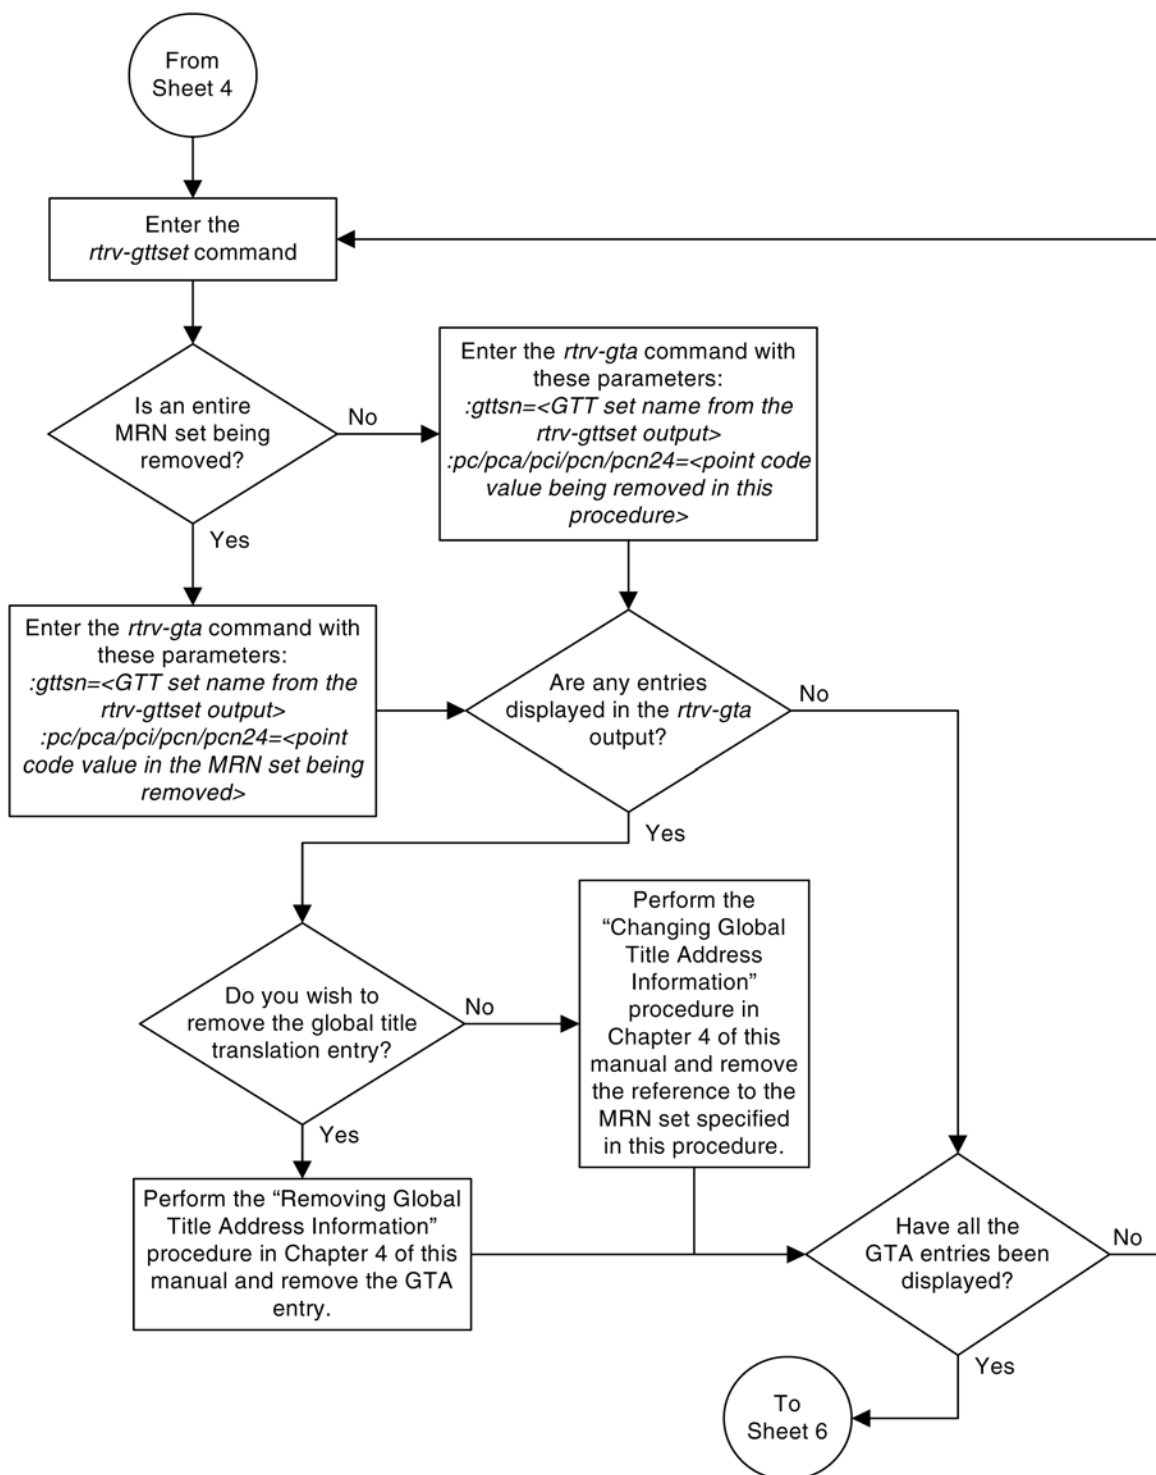 From
Sheet 4
Enter the
rtrv-gttset command
Is an entire
MRN set being
removed?
No
Yes
Enter the rtrv-gta command with
these parameters:
:gttsn=<GTT set name from the
rtrv-gttset output>
:pc/pca/pci/pcn/pcn24=<point code
value being removed in this
procedure>
Enter the rtrv-gta command with
these parameters:
:gttsn=<GTT set name from the
rtrv-gttset output>
:pc/pca/pci/pcn/pcn24=<point
code value in the MRN set being
removed>
Are any entries
displayed in the rtrv-gta
output?
No
Yes
Do you wish to
remove the global title
translation entry?
No
Yes
Perform the
“Changing Global
Title Address
Information”
procedure in
Chapter 4 of this
manual and remove
the reference to the
MRN set specified
in this procedure.
Perform the “Removing Global
Title Address Information”
procedure in Chapter 4 of this
manual and remove the GTA
entry.
Have all the
GTA entries been
displayed?
No
Yes
To
Sheet 6